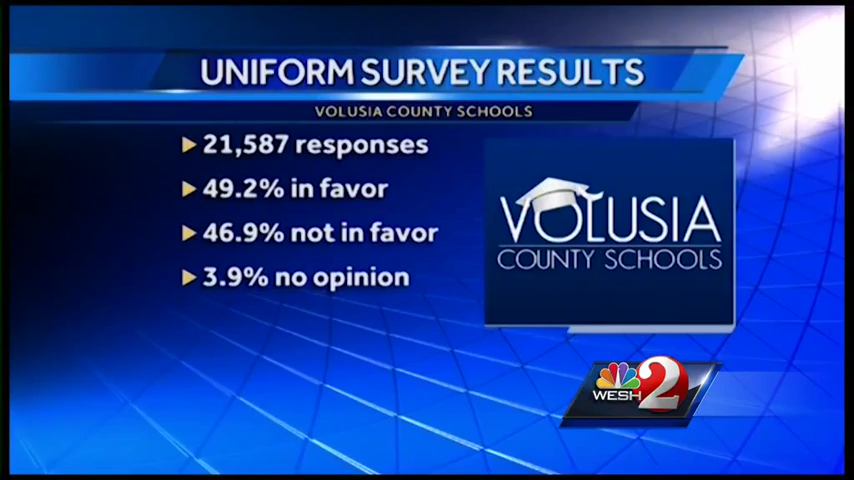 UNIFORM SURVEY RESULTS
VOLUSIA COUNTY SCHOOLS
21,587 responses
49.2% in favor
46.9% not in favor
3.9% no opinion
VOLUSIA
COUNTY SCHOOLS
WESH 2